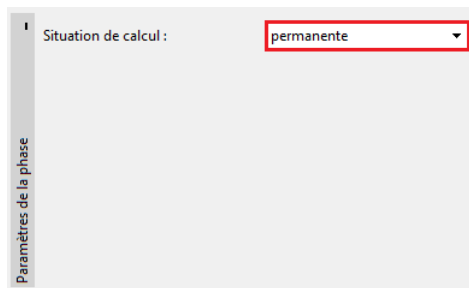 Situation de calcul :
permanente
Paramètres de la phase